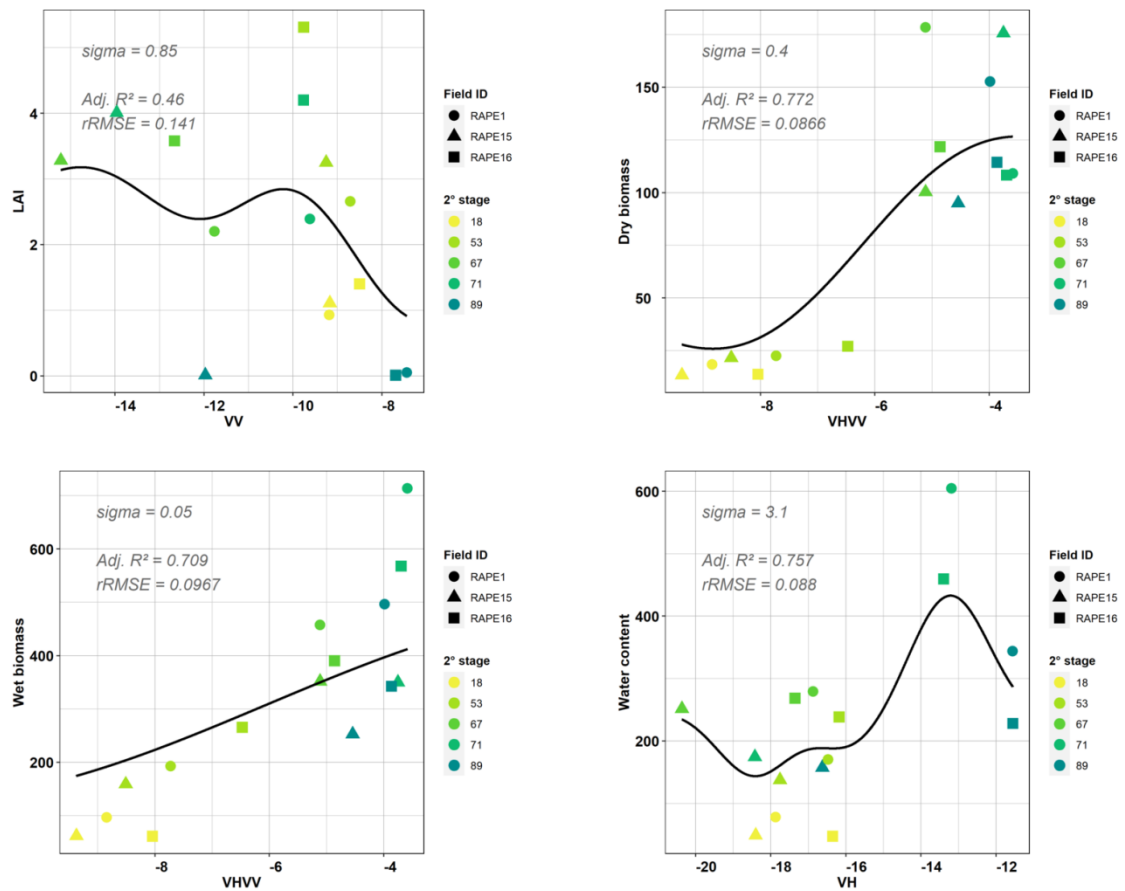 sigma = 0.85
Adj. R² = 0.46
rRMSE = 0.141
4
2
0
LAI
-14
-12
-10
-8
VV
Field ID
RAPE1
RAPE15
RAPE16
2° stage
18
53
67
71
89
sigma = 0.4
Adj. R² = 0.772
rRMSE = 0.0866
150
100
50
Dry biomass
-8
-6
-4
VHVV
Field ID
RAPE1
RAPE15
RAPE16
2° stage
18
53
67
71
89
sigma = 0.05
Adj. R² = 0.709
rRMSE = 0.0967
600
400
200
Wet biomass
-8
-6
-4
VHVV
Field ID
RAPE1
RAPE15
RAPE16
2° stage
18
53
67
71
89
sigma = 3.1
Adj. R² = 0.757
rRMSE = 0.088
600
400
200
0
Water content
-20
-18
-16
-14
-12
VH
Field ID
RAPE1
RAPE15
RAPE16
2° stage
18
53
67
71
89